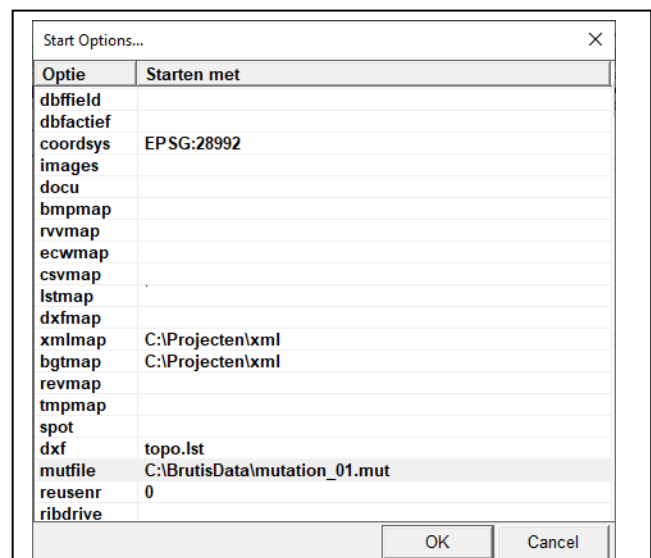 Start Options...
Optie Starten met
dbffield
dbfactief
coordsys EPSG:28992
images
docu
bmpmap
rvvmap
ecwmap
csvmap
lstmap
dxfmap
xmlmap C:\Projecten\xml
bgtmap C:\Projecten\xml
revmap
tmpmap
spot
dxf topo.lst
mutfile C:\BrutisData\mutation_01.mut
reusenr 0
ribdrive
OK Cancel